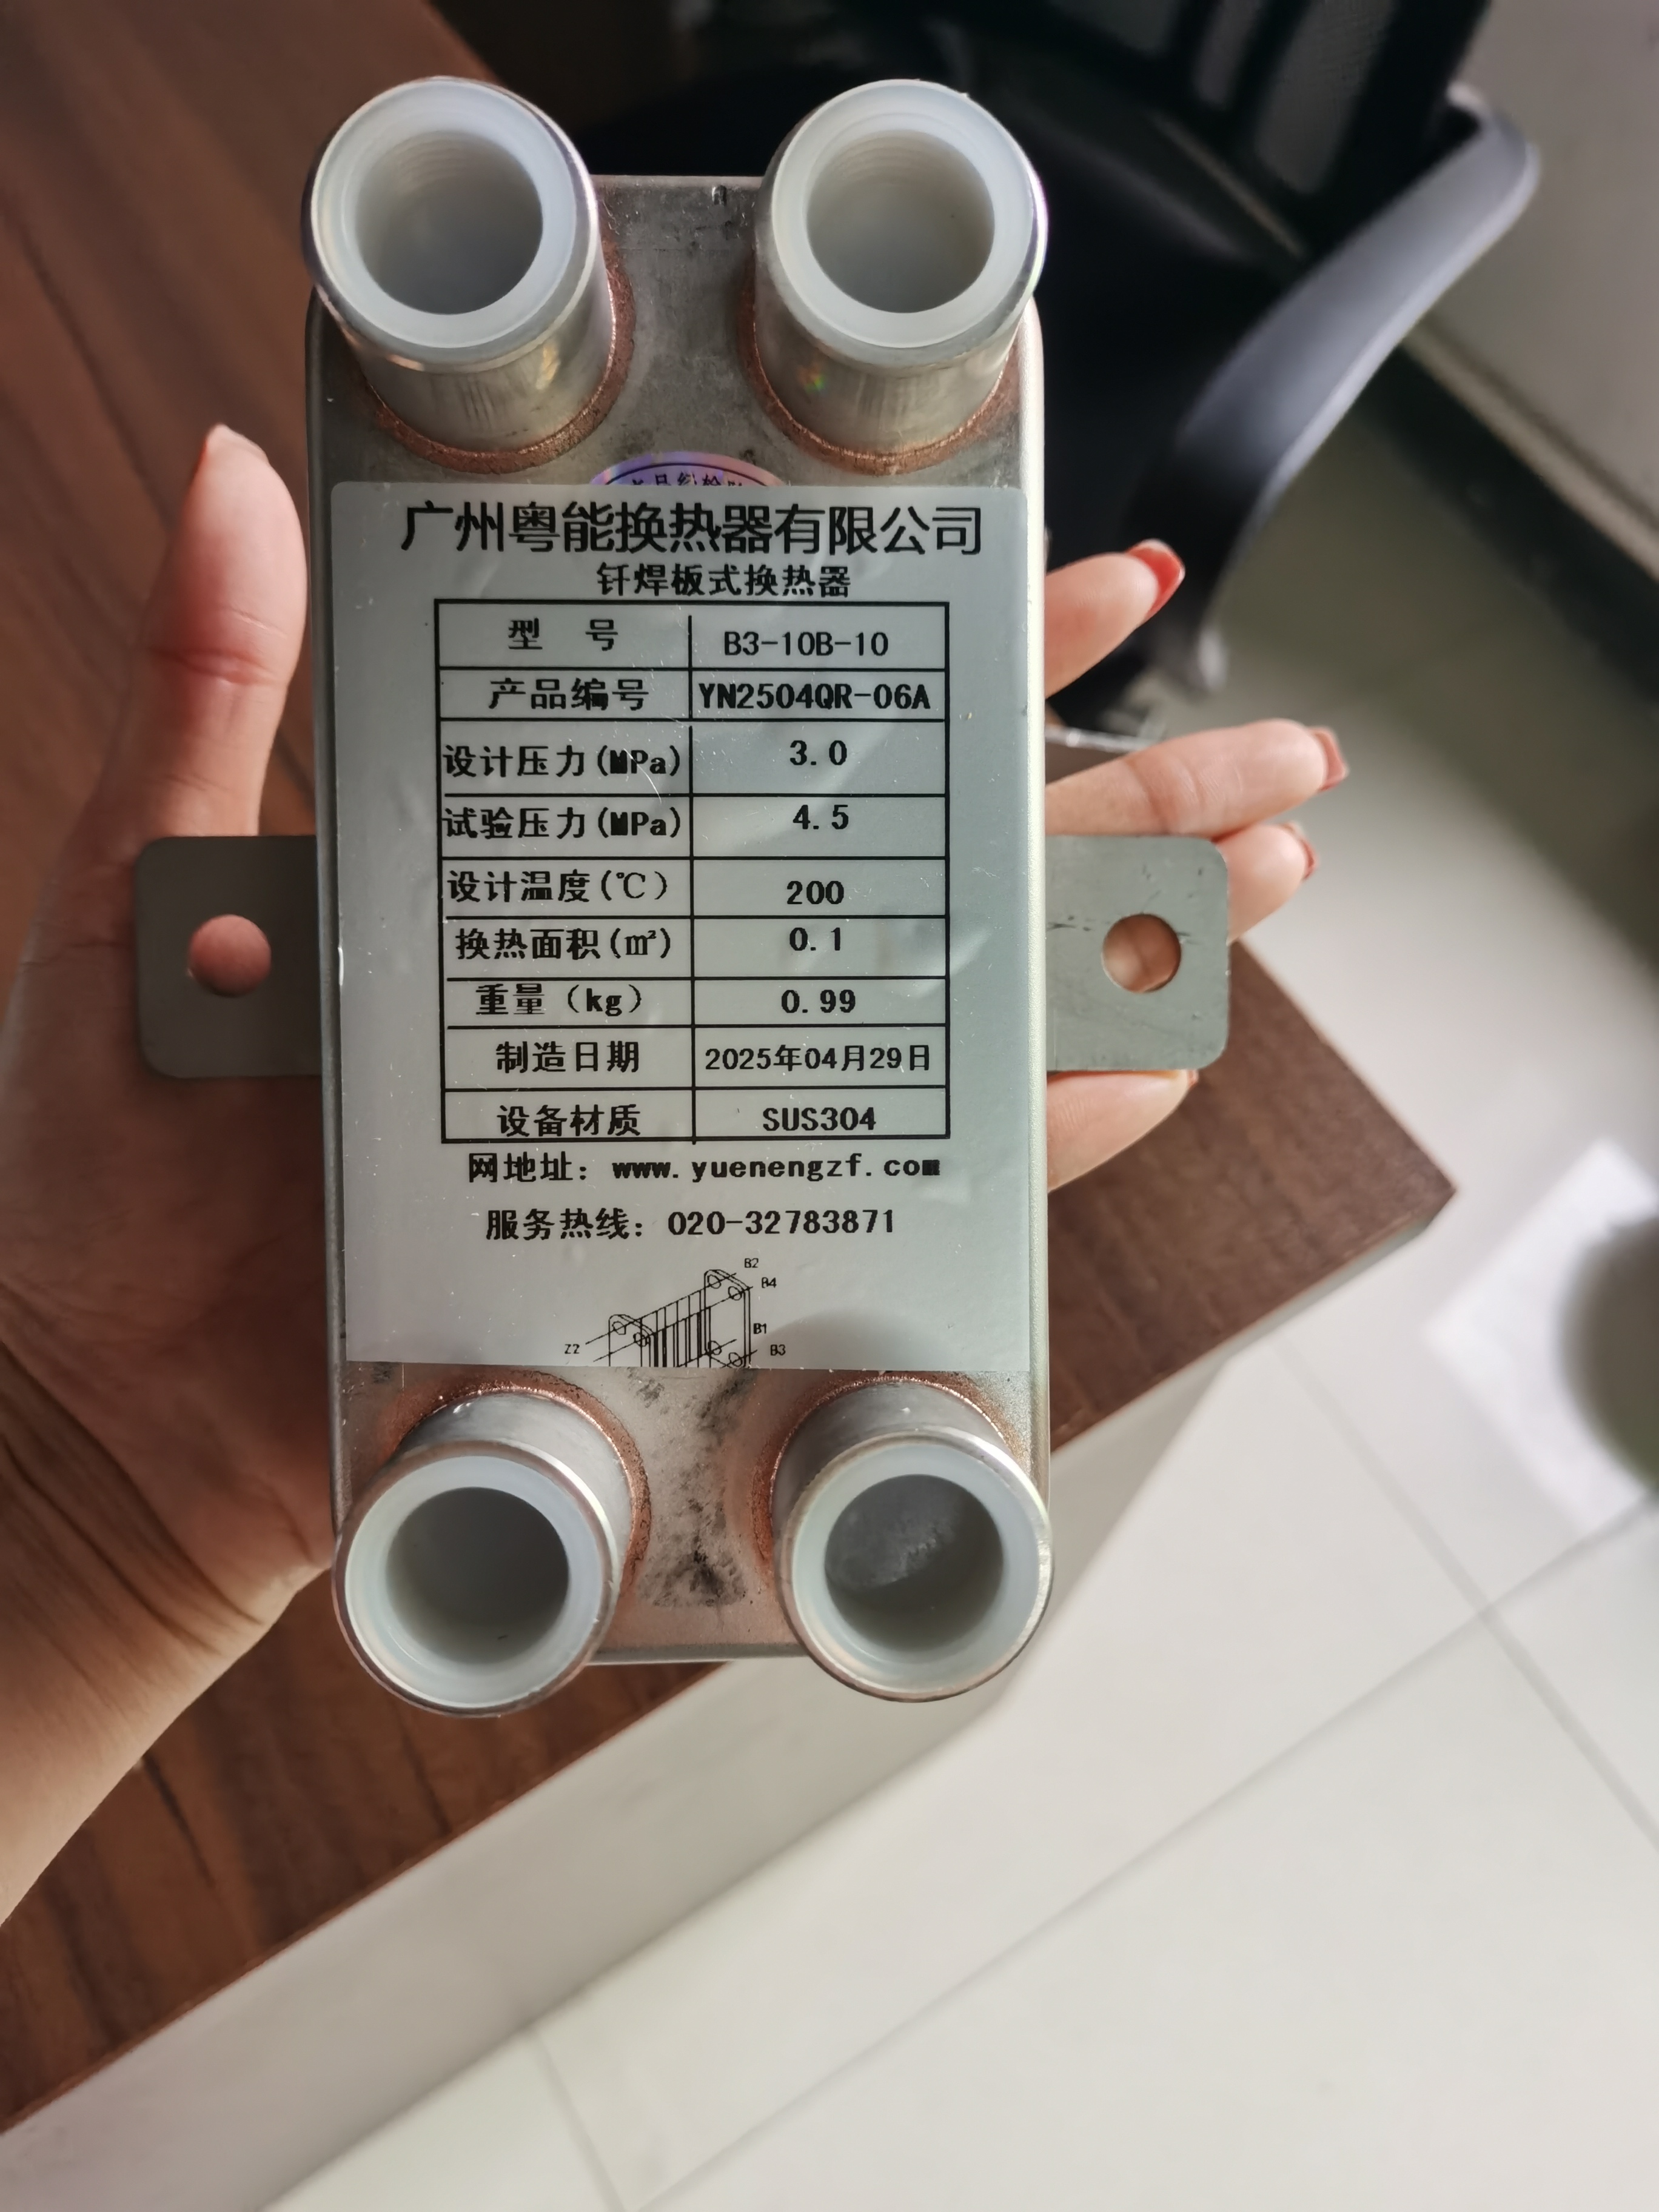 广州粤能换热器有限公司
钎焊板式换热器
型 号 B3-10B-10
产品编号 YN2504QR-06A
设计压力(MPa) 3.0
试验压力(MPa) 4.5
设计温度(℃) 200
换热面积(㎡) 0.1
重量（kg） 0.99
制造日期 2025年04月29日
设备材质 SUS304
网地址：www.yuenengzf.com
服务热线：020-32783871
B2
B4
B1
Z2 B3